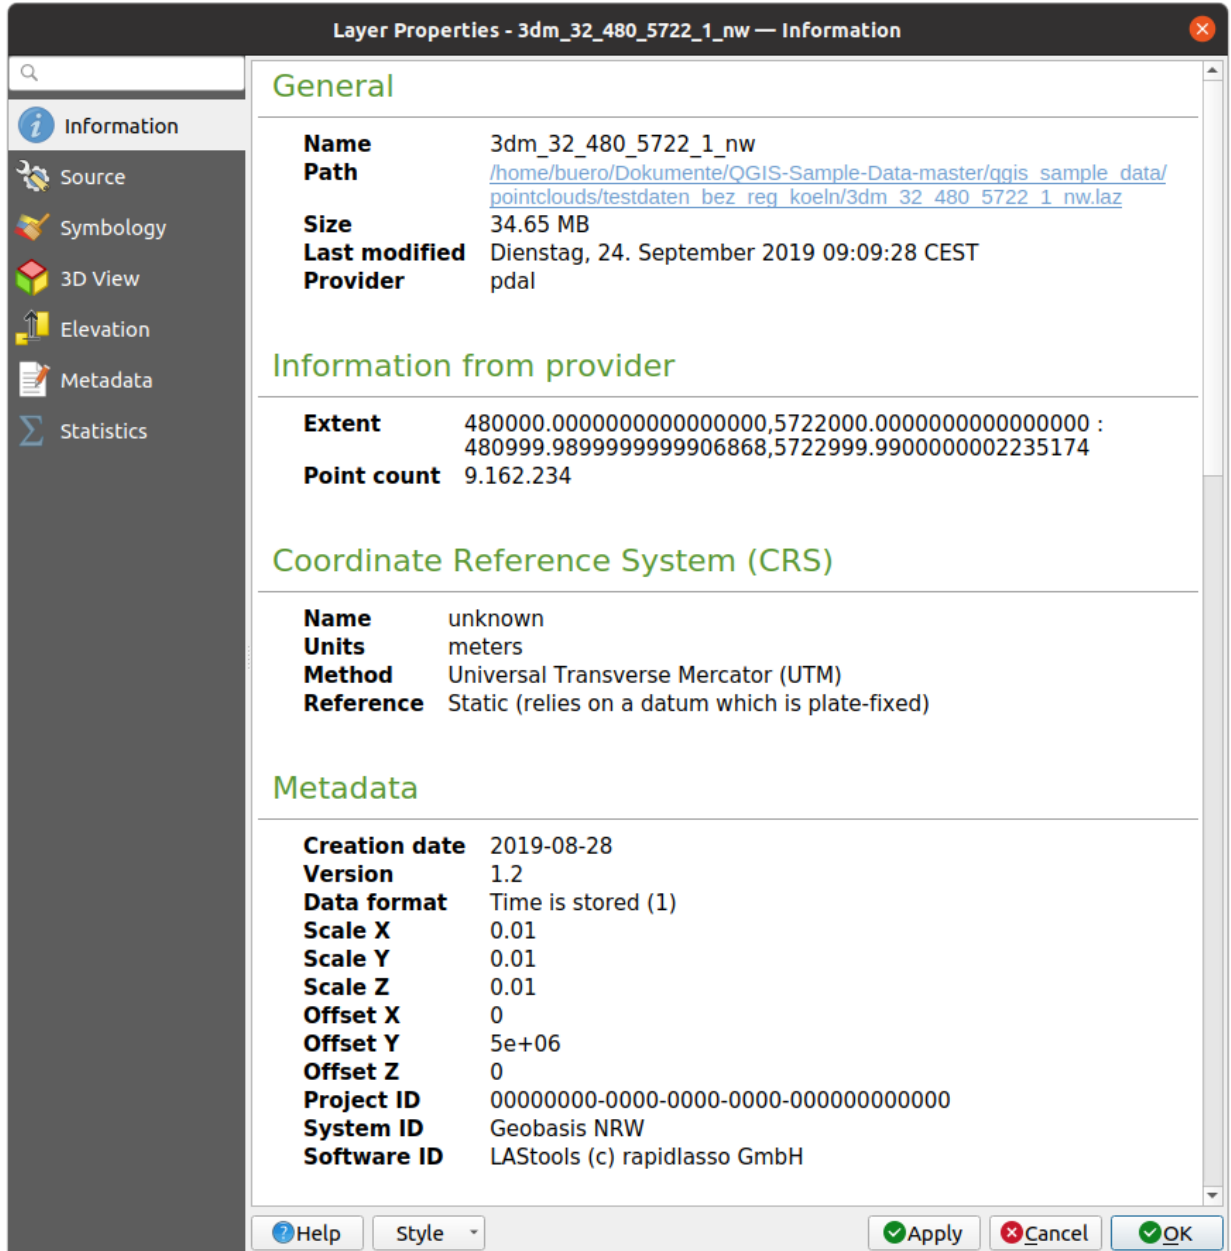 Layer Properties - 3dm_32_480_5722_1_nw — Information
Information
Source
Symbology
3D View
Elevation
Metadata
Statistics
General
Name 3dm_32_480_5722_1_nw
Path /home/buero/Dokumente/QGIS-Sample-Data-master/qgis_sample_data/
pointclouds/testdaten_bez_reg_koeln/3dm_32_480_5722_1_nw.laz
Size 34.65 MB
Last modified Dienstag, 24. September 2019 09:09:28 CEST
Provider pdal
Information from provider
Extent 480000.0000000000000000,5722000.0000000000000000 :
480999.9899999999906868,5722999.9900000002235174
Point count 9.162.234
Coordinate Reference System (CRS)
Name unknown
Units meters
Method Universal Transverse Mercator (UTM)
Reference Static (relies on a datum which is plate-fixed)
Metadata
Creation date 2019-08-28
Version 1.2
Data format Time is stored (1)
Scale X 0.01
Scale Y 0.01
Scale Z 0.01
Offset X 0
Offset Y 5e+06
Offset Z 0
Project ID 00000000-0000-0000-0000-000000000000
System ID Geobasis NRW
Software ID LAStools (c) rapidlasso GmbH
Help Style Apply Cancel OK